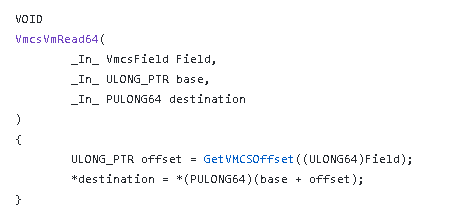 VOID
VmcsVmRead64(
_In_ VmcsField Field,
_In_ ULONG_PTR base,
_In_ PULONG64 destination
)
{
ULONG_PTR offset = GetVMCSOffset((ULONG64)Field);
*destination = *(PULONG64)(base + offset);
}